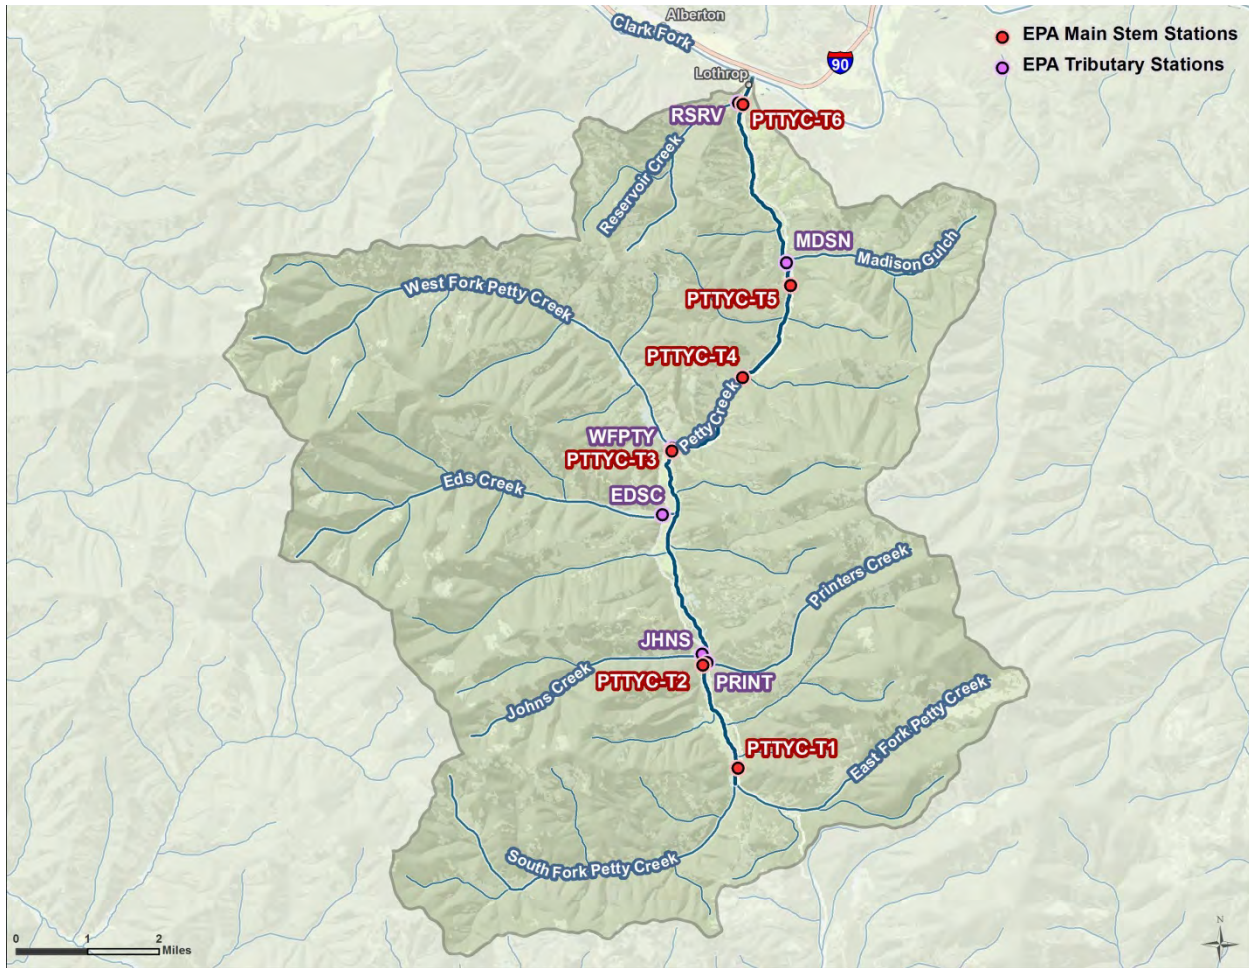 Alberton
Clark Fork
EPA Main Stem Stations
90
EPA Tributary Stations
Lothrop
RSRV
PTTYC-T6
Reservoir Creek
MDSN
Madison Gulch
West Fork Petty Creek
PTTYC-T5
PTTYC-T4
Petty Creek
WFPTY
PTTYC-T3
Eds Creek
EDSC
Printers Creek
JHNS
PTTYC-T2
PRINT
Johns Creek
East Fork Petty Creek
PTTYC-T1
South Fork Petty Creek
0 1 2
Miles
N